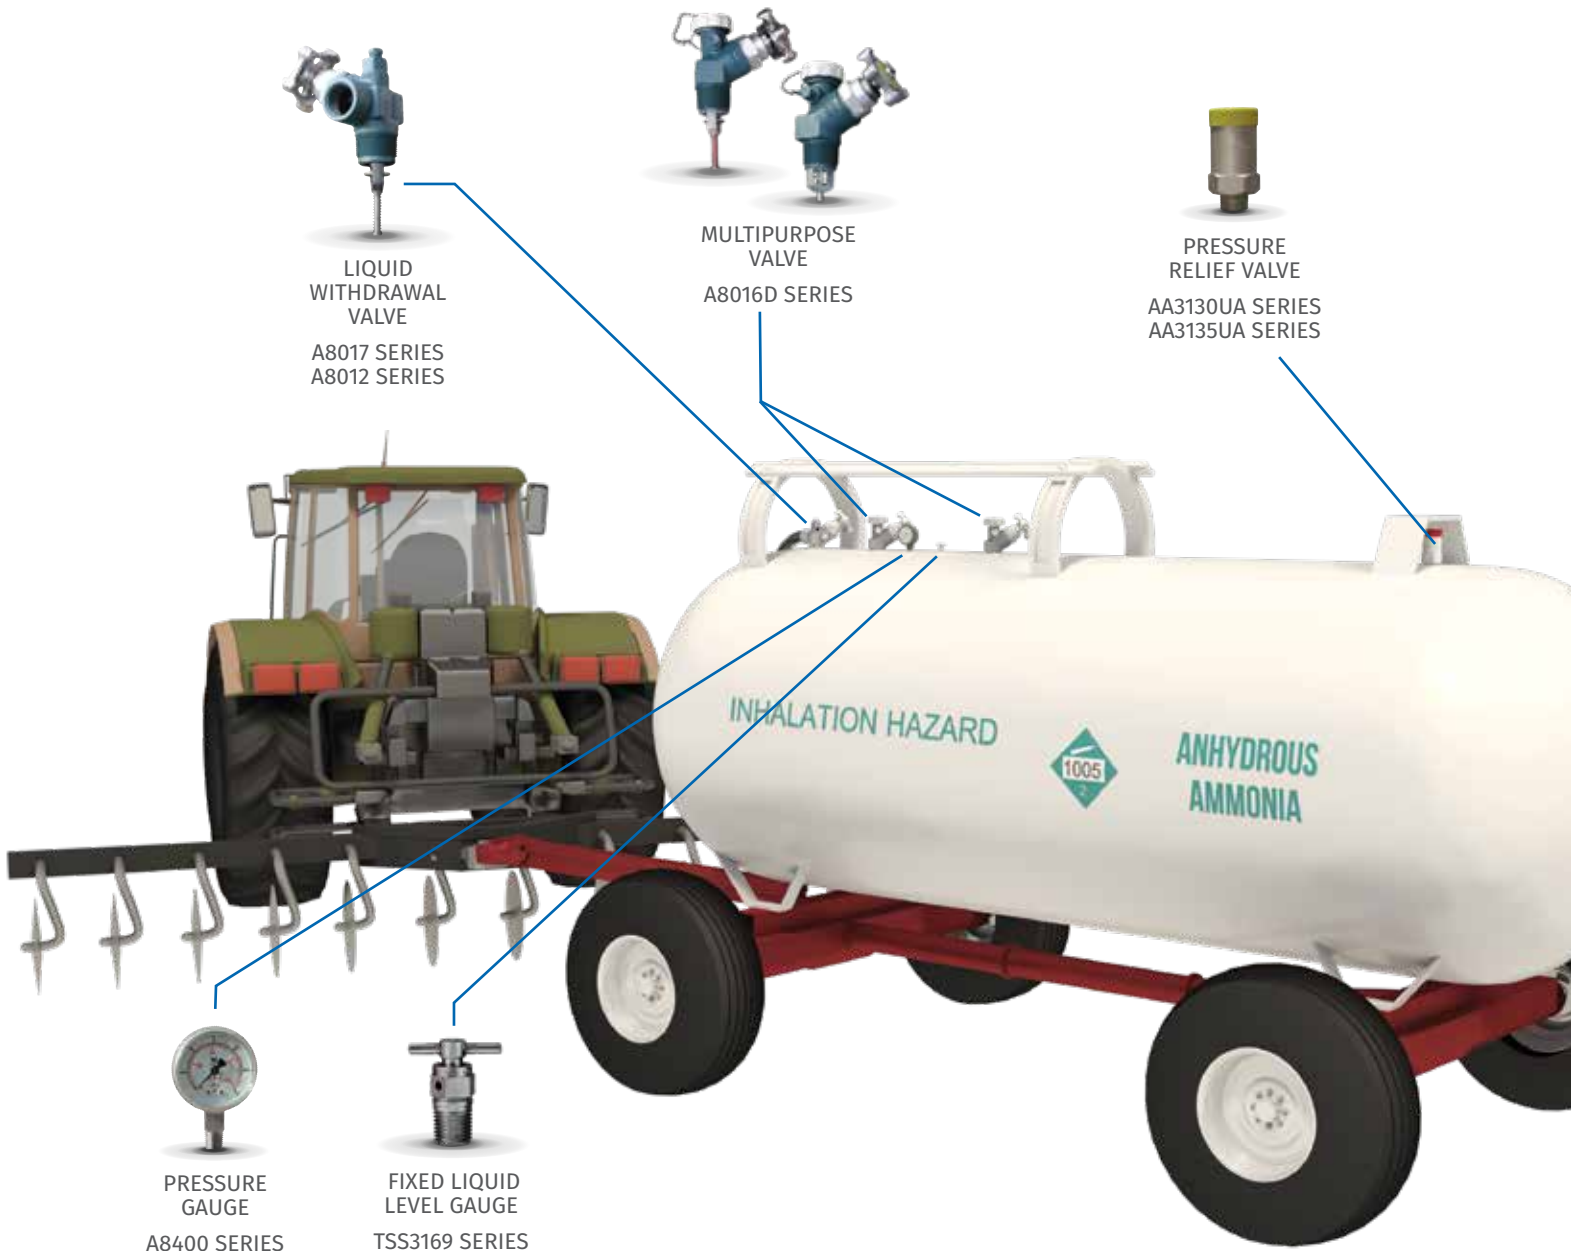 LIQUID
WITHDRAWAL
VALVE
A8017 SERIES
A8012 SERIES
MULTIPURPOSE
VALVE
A8016D SERIES
PRESSURE
RELIEF VALVE
AA3130UA SERIES
AA3135UA SERIES
INHALATION HAZARD
1005
2
ANHYDROUS
AMMONIA
PRESSURE
GAUGE
A8400 SERIES
FIXED LIQUID
LEVEL GAUGE
TSS3169 SERIES